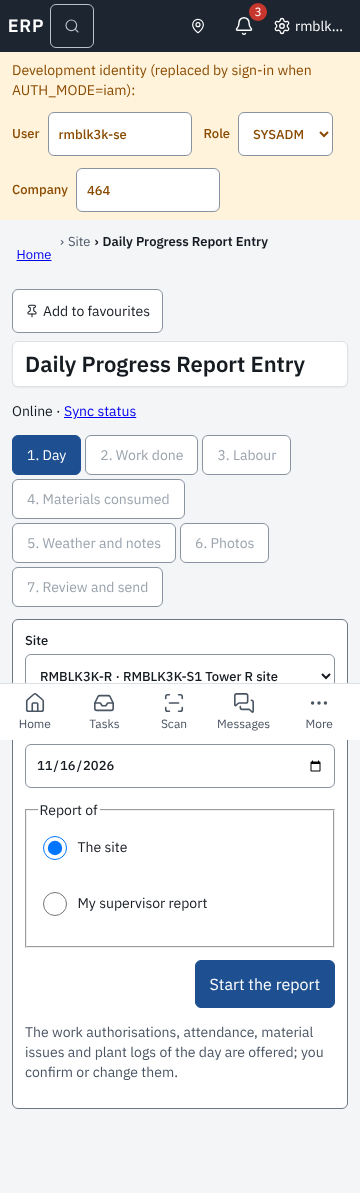 ERP
3
rmblk...
Development identity (replaced by sign-in when
AUTH_MODE=iam):
User
rmblk3k-se
Role
SYSADM
Company
464
Home
› Site › Daily Progress Report Entry
Add to favourites
Daily Progress Report Entry
Online · Sync status
1. Day
2. Work done
3. Labour
4. Materials consumed
5. Weather and notes
6. Photos
7. Review and send
Site
RMBLK3K-R · RMBLK3K-S1 Tower R site
Home
Tasks
Scan
Messages
More
11/16/2026
Report of
The site
My supervisor report
Start the report
The work authorisations, attendance, material
issues and plant logs of the day are offered; you
confirm or change them.